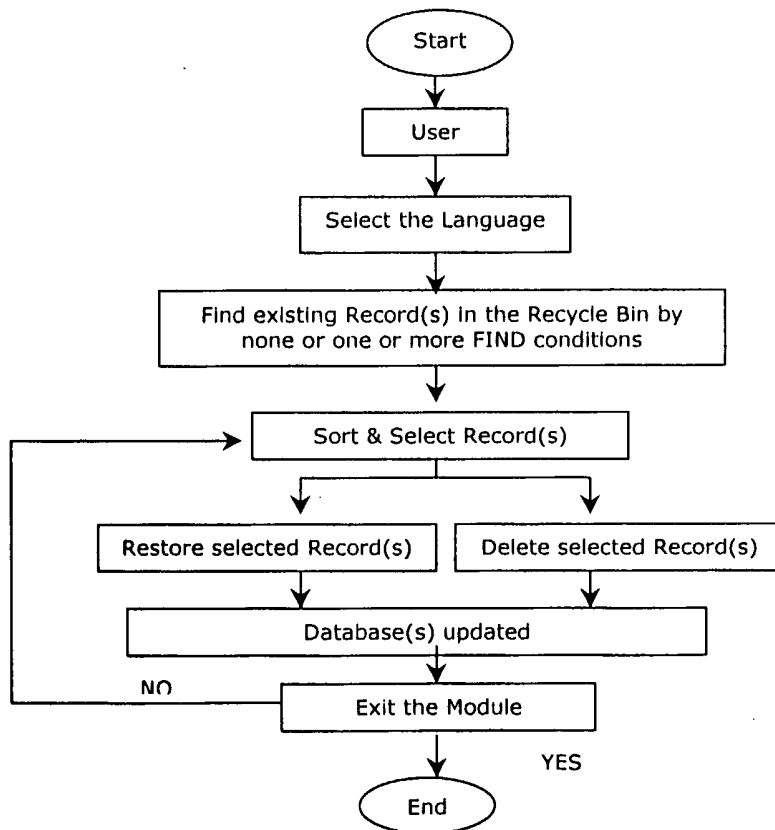 Start
User
Select the Language
Find existing Record(s) in the Recycle Bin by
none or one or more FIND conditions
Sort & Select Record(s)
Restore selected Record(s)
Delete selected Record(s)
Database(s) updated
NO
Exit the Module
YES
End